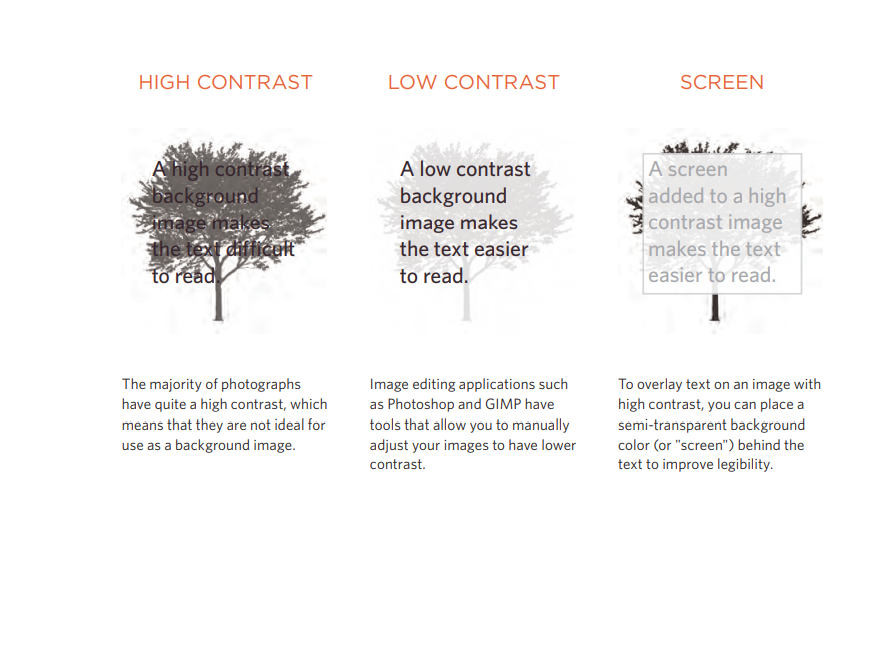 HIGH CONTRAST
A high contrast
background
image makes
the text difficult
to read.
The majority of photographs
have quite a high contrast, which
means that they are not ideal for
use as a background image.
LOW CONTRAST
A low contrast
background
image makes
the text easier
to read.
Image editing applications such
as Photoshop and GIMP have
tools that allow you to manually
adjust your images to have lower
contrast.
SCREEN
A screen
added to a high
contrast image
makes the text
easier to read.
To overlay text on an image with
high contrast, you can place a
semi-transparent background
color (or "screen") behind the
text to improve legibility.